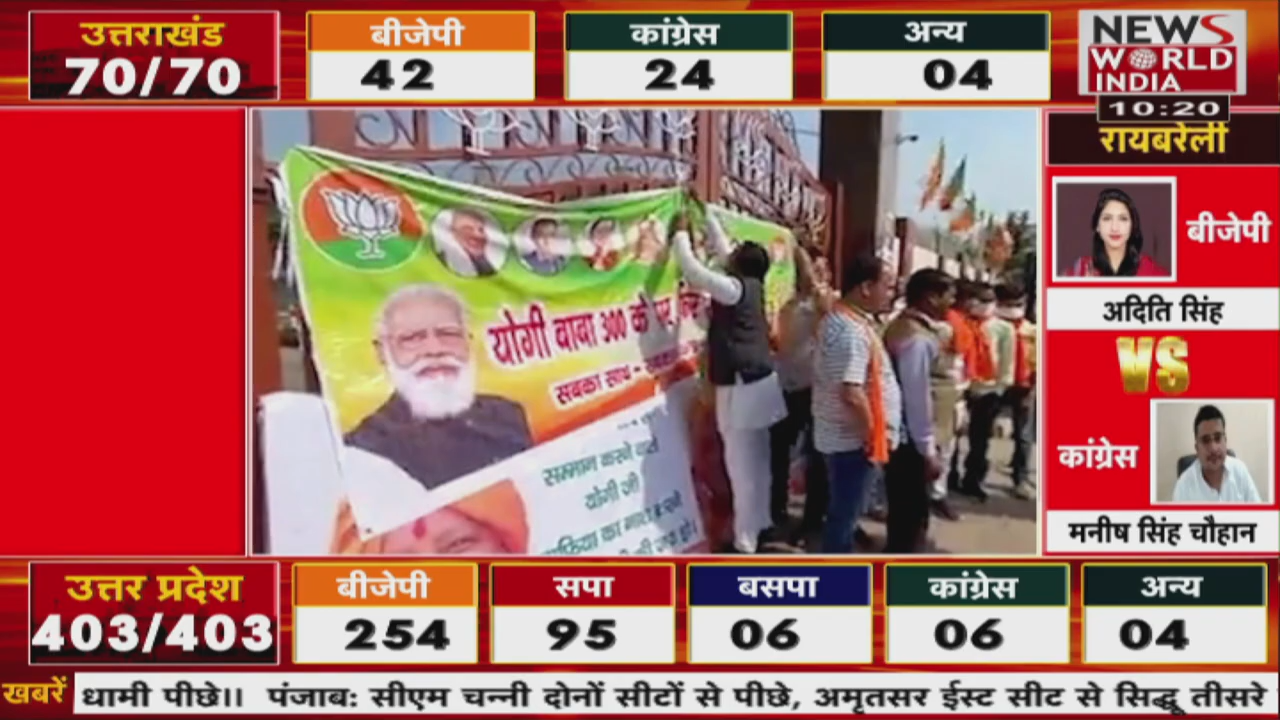 उत्तराखंड
70/70
बीजेपी
42
कांग्रेस
24
अन्य
04
NEWS
WORLD
INDIA
10:20
रायबरेली
बीजेपी
अदिति सिंह
VS
कांग्रेस
मनीष सिंह चौहान
योगी बाबा 300 के पार
सबका साथ -
सम्मान करने वाले
योगी जी
माफिया का
उत्तर प्रदेश
403/403
बीजेपी
254
सपा
95
बसपा
06
कांग्रेस
06
अन्य
04
खबरें
धामी पीछे।। पंजाब: सीएम चन्नी दोनों सीटों से पीछे, अमृतसर ईस्ट सीट से सिद्धू तीसरे